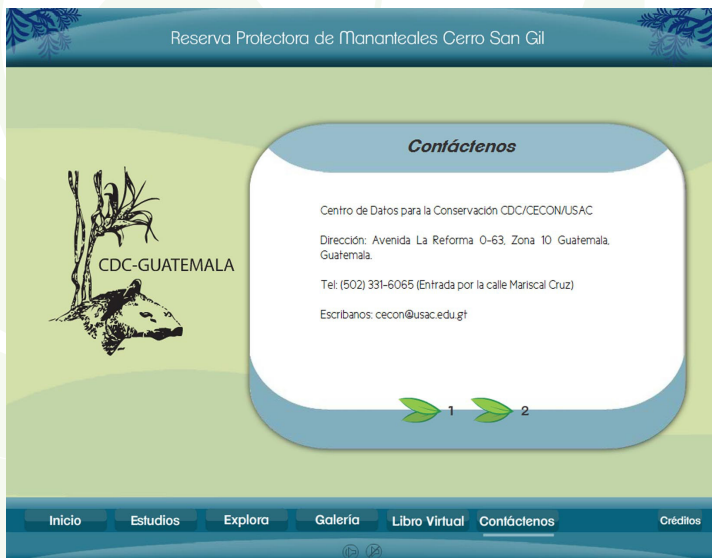 Reserva Protectora de Mananteales Cerro San Gil
Contáctenos
CDC-GUATEMALA
Centro de Datos para la Conservación CDC/CECON/USAC
Dirección: Avenida La Reforma 0-63, Zona 10 Guatemala,
Guatemala.
Tel: (502) 331-6065 (Entrada por la calle Mariscal Cruz)
Escribanos: cecon@usac.edu.gt
1 2
Inicio Estudios Explora Galería Libro Virtual Contáctenos Créditos